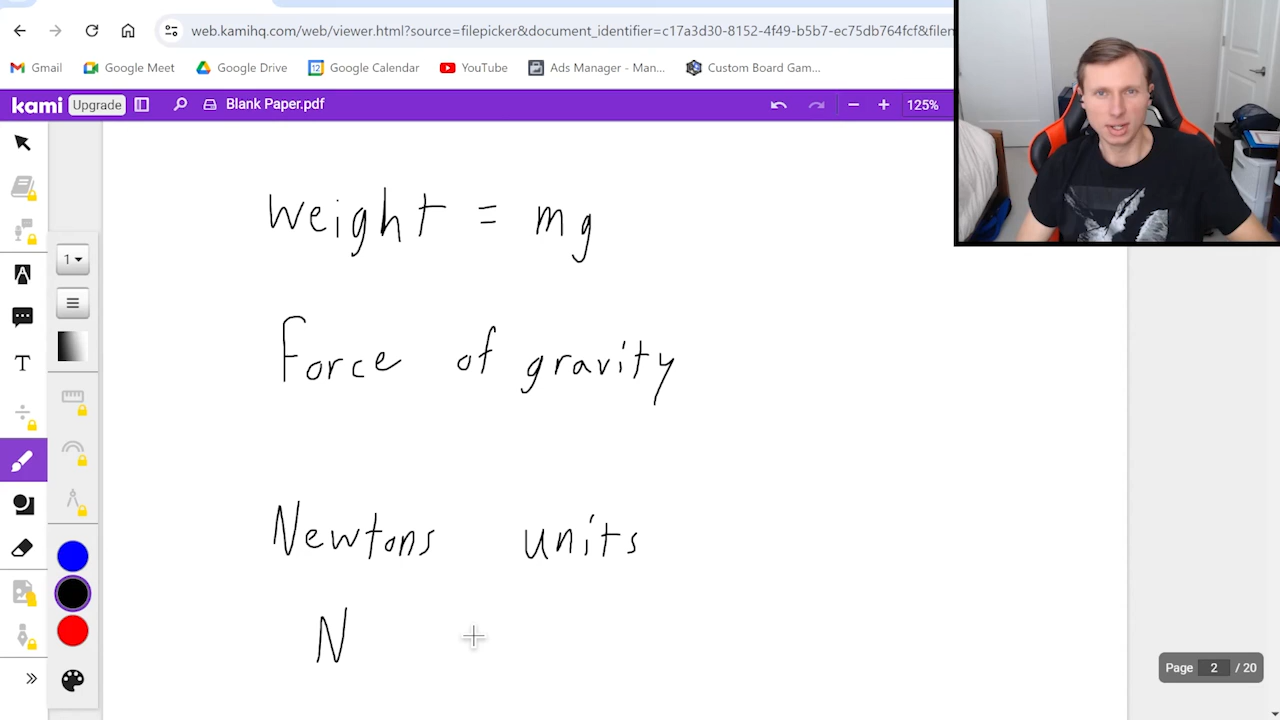 web.kamihq.com/web/viewer.html?source=filepicker&document_identifier=c17a3d30-8152-4f49-b5b7-ec75db764fcf&filen
Gmail Google Meet Google Drive 12 Google Calendar YouTube Ads Manager - Man... Custom Board Gam...
kami Upgrade Blank Paper.pdf 125%
weight = mg
1
Force of gravity
Newtons units
N
Page 2 / 20